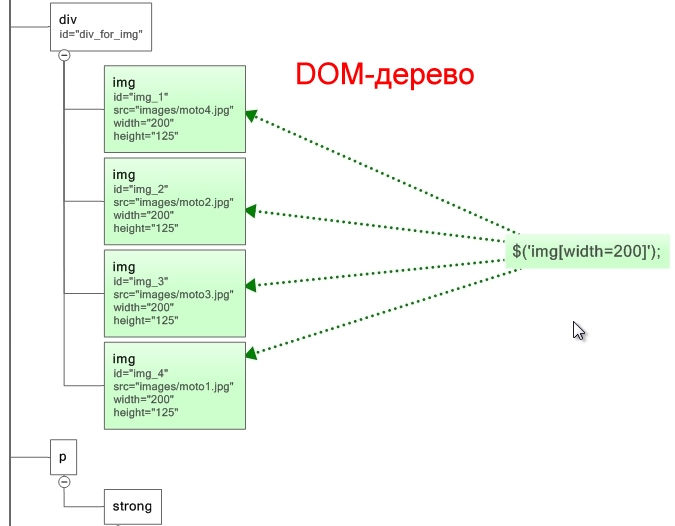 div
id="div_for_img"
DOM-дерево
img
id="img_1"
src="images/moto4.jpg"
width="200"
height="125"
img
id="img_2"
src="images/moto2.jpg"
width="200"
height="125"
$('img[width=200]');
img
id="img_3"
src="images/moto3.jpg"
width="200"
height="125"
img
id="img_4"
src="images/moto1.jpg"
width="200"
height="125"
p
strong